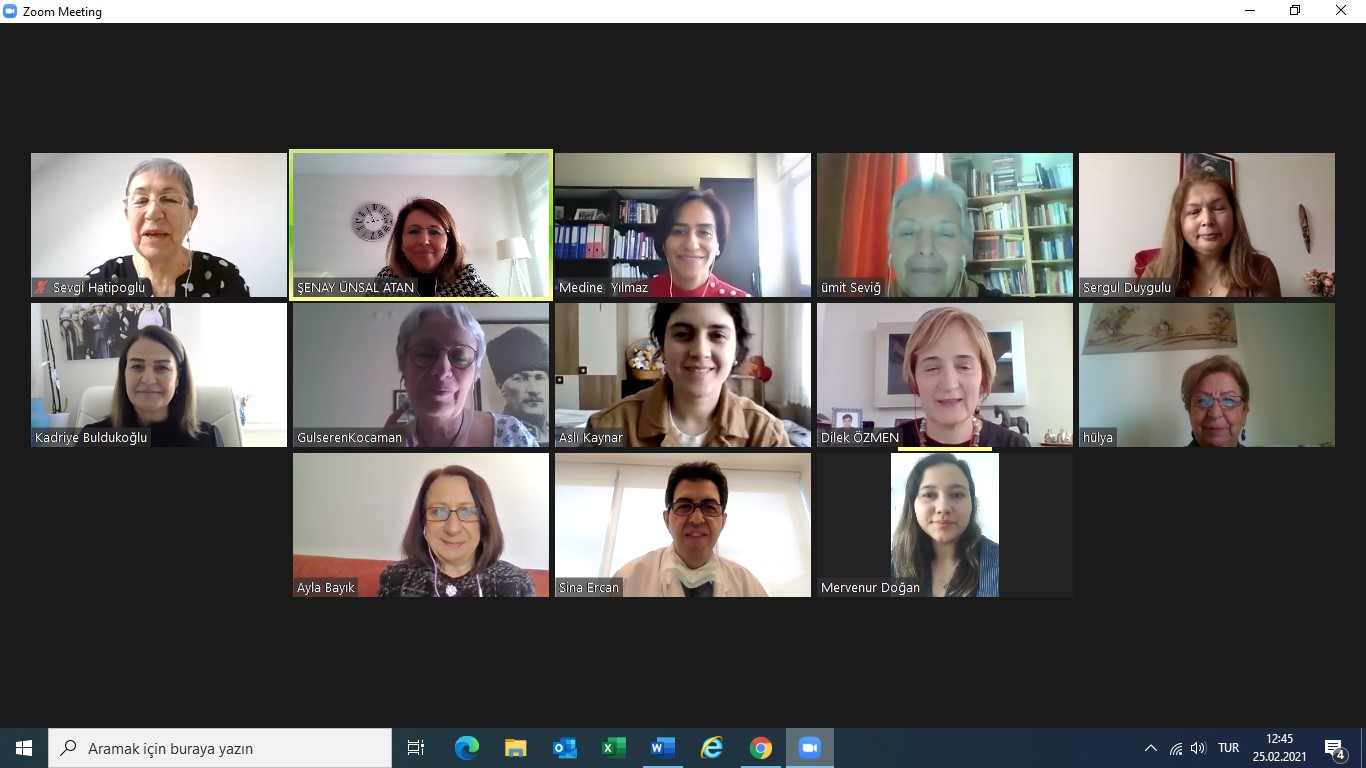 Zoom Meeting
Sevgi Hatipoglu
ŞENAY ÜNSAL ATAN
Medine Yılmaz
ümit Seviğ
Sergul Duygulu
Kadriye Buldukoğlu
GulserenKocaman
Aslı Kaynar
Dilek ÖZMEN
hülya
Ayla Bayık
Sina Ercan
Mervenur Doğan
Aramak için buraya yazın
TUR
12:45
25.02.2021
4